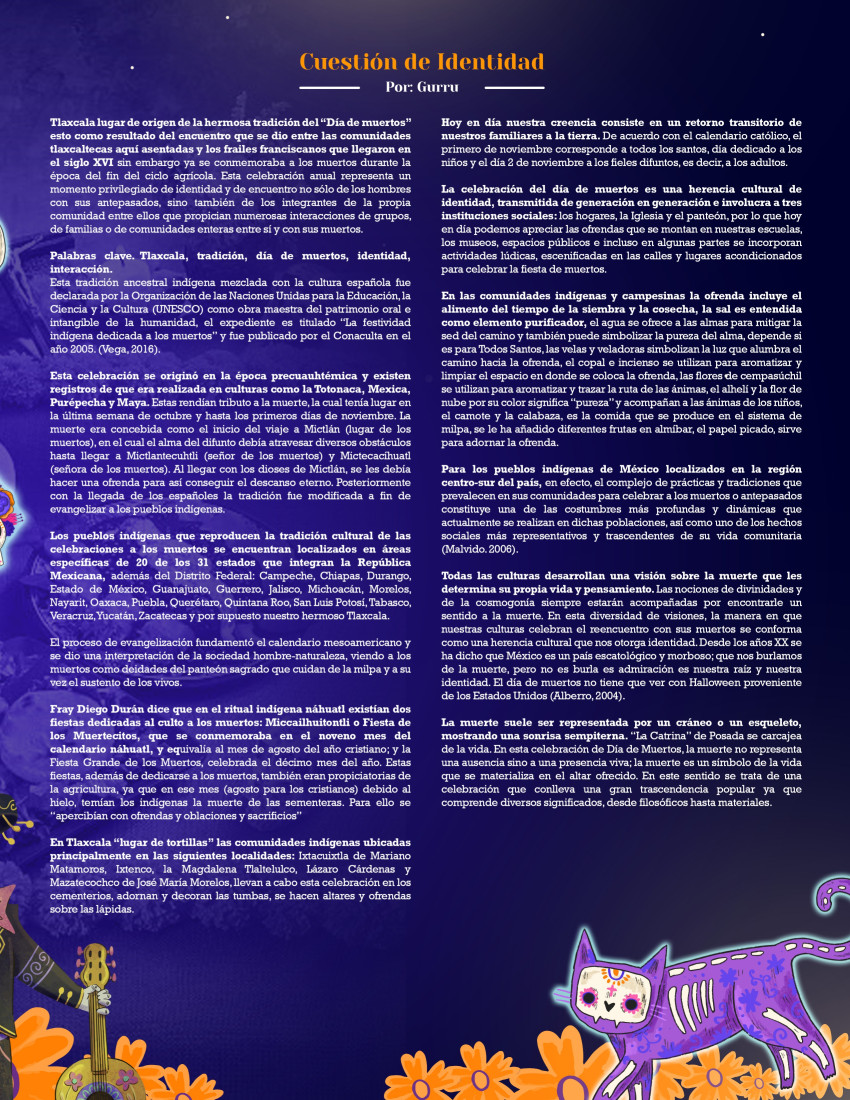 Cuestión de Identidad
Por: Gurru
Tlaxcala lugar de origen de la hermosa tradición del “Día de muertos”
esto como resultado del encuentro que se dio entre las comunidades
tlaxcaltecas aquí asentadas y los frailes franciscanos que llegaron en
el siglo XVI sin embargo ya se conmemoraba a los muertos durante la
época del fin del ciclo agrícola. Esta celebración anual representa un
momento privilegiado de identidad y de encuentro no sólo de los hombres
con sus antepasados, sino también de los integrantes de la propia
comunidad entre ellos que propician numerosas interacciones de grupos,
de familias o de comunidades enteras entre sí y con sus muertos.
Palabras clave. Tlaxcala, tradición, día de muertos, identidad,
interacción.
Esta tradición ancestral indígena mezclada con la cultura española fue
declarada por la Organización de las Naciones Unidas para la Educación, la
Ciencia y la Cultura (UNESCO) como obra maestra del patrimonio oral e
intangible de la humanidad, el expediente es titulado “La festividad
indígena dedicada a los muertos” y fue publicado por el Conaculta en el
año 2005. (Vega, 2016).
Esta celebración se originó en la época precuauhtémica y existen
registros de que era realizada en culturas como la Totonaca, Mexica,
Purépecha y Maya. Estas rendían tributo a la muerte, la cual tenía lugar en
la última semana de octubre y hasta los primeros días de noviembre. La
muerte era concebida como el inicio del viaje a Mictlán (lugar de los
muertos), en el cual el alma del difunto debía atravesar diversos obstáculos
hasta llegar a Mictlantecuhtli (señor de los muertos) y Mictecacihuatl
(señora de los muertos). Al llegar con los dioses de Mictlán, se les debía
hacer una ofrenda para así conseguir el descanso eterno. Posteriormente
con la llegada de los españoles la tradición fue modificada a fin de
evangelizar a los pueblos indígenas.
Los pueblos indígenas que reproducen la tradición cultural de las
celebraciones a los muertos se encuentran localizados en áreas
específicas de 20 de los 31 estados que integran la República
Mexicana, además del Distrito Federal: Campeche, Chiapas, Durango,
Estado de México, Guanajuato, Guerrero, Jalisco, Michoacán, Morelos,
Nayarit, Oaxaca, Puebla, Querétaro, Quintana Roo, San Luis Potosí, Tabasco,
Veracruz, Yucatán, Zacatecas y por supuesto nuestro hermoso Tlaxcala.
El proceso de evangelización fundamentó el calendario mesoamericano y
se dio una interpretación de la sociedad hombre-naturaleza, viendo a los
muertos como deidades del panteón sagrado que cuidan de la milpa y a su
vez el sustento de los vivos.
Fray Diego Durán dice que en el ritual indígena náhuatl existían dos
fiestas dedicadas al culto a los muertos: Miccailhuitontli o Fiesta de
los Muertecitos, que se conmemoraba en el noveno mes del
calendario náhuatl, y equivalía al mes de agosto del año cristiano; y la
Fiesta Grande de los Muertos, celebrada el décimo mes del año. Estas
fiestas, además de dedicarse a los muertos, también eran propiciatorias de
la agricultura, ya que en ese mes (agosto para los cristianos) debido al
hielo, temían los indígenas la muerte de las sementeras. Para ello se
“apercibían con ofrendas y oblaciones y sacrificios”
En Tlaxcala “lugar de tortillas” las comunidades indígenas ubicadas
principalmente en las siguientes localidades: Ixtacuixtla de Mariano
Matamoros, Ixtenco, la Magdalena Tlaltelulco, Lázaro Cárdenas y
Mazatecochco de José María Morelos, llevan a cabo esta celebración en los
cementerios, adornan y decoran las tumbas, se hacen altares y ofrendas
sobre las lápidas.
Hoy en día nuestra creencia consiste en un retorno transitorio de
nuestros familiares a la tierra. De acuerdo con el calendario católico, el
primero de noviembre corresponde a todos los santos, día dedicado a los
niños y el día 2 de noviembre a los fieles difuntos, es decir, a los adultos.
La celebración del día de muertos es una herencia cultural de
identidad, transmitida de generación en generación e involucra a tres
instituciones sociales: los hogares, la Iglesia y el panteón, por lo que hoy
en día podemos apreciar las ofrendas que se montan en nuestras escuelas,
los museos, espacios públicos e incluso en algunas partes se incorporan
actividades lúdicas, escenificadas en las calles y lugares acondicionados
para celebrar la fiesta de muertos.
En las comunidades indígenas y campesinas la ofrenda incluye el
alimento del tiempo de la siembra y la cosecha, la sal es entendida
como elemento purificador, el agua se ofrece a las almas para mitigar la
sed del camino y también puede simbolizar la pureza del alma, depende si
es para Todos Santos, las velas y veladoras simbolizan la luz que alumbra el
camino hacia la ofrenda, el copal e incienso se utilizan para aromatizar y
limpiar el espacio en donde se coloca la ofrenda, las flores de cempasúchil
se utilizan para aromatizar y trazar la ruta de las ánimas, el alhelí y la flor de
nube por su color significa “pureza” y acompañan a las ánimas de los niños,
el camote y la calabaza, es la comida que se produce en el sistema de
milpa, se le ha añadido diferentes frutas en almíbar, el papel picado, sirve
para adornar la ofrenda.
Para los pueblos indígenas de México localizados en la región
centro-sur del país, en efecto, el complejo de prácticas y tradiciones que
prevalecen en sus comunidades para celebrar a los muertos o antepasados
constituye una de las costumbres más profundas y dinámicas que
actualmente se realizan en dichas poblaciones, así como uno de los hechos
sociales más representativos y trascendentes de su vida comunitaria
(Malvido. 2006).
Todas las culturas desarrollan una visión sobre la muerte que les
determina su propia vida y pensamiento. Las nociones de divinidades y
de la cosmogonía siempre estarán acompañadas por encontrarle un
sentido a la muerte. En esta diversidad de visiones, la manera en que
nuestras culturas celebran el reencuentro con sus muertos se conforma
como una herencia cultural que nos otorga identidad. Desde los años XX se
ha dicho que México es un país escatológico y morboso; que nos burlamos
de la muerte, pero no es burla es admiración es nuestra raíz y nuestra
identidad. El día de muertos no tiene que ver con Halloween proveniente
de los Estados Unidos (Alberro, 2004).
La muerte suele ser representada por un cráneo o un esqueleto,
mostrando una sonrisa sempiterna. “La Catrina” de Posada se carcajea
de la vida. En esta celebración de Día de Muertos, la muerte no representa
una ausencia sino a una presencia viva; la muerte es un símbolo de la vida
que se materializa en el altar ofrecido. En este sentido se trata de una
celebración que conlleva una gran trascendencia popular ya que
comprende diversos significados, desde filosóficos hasta materiales.